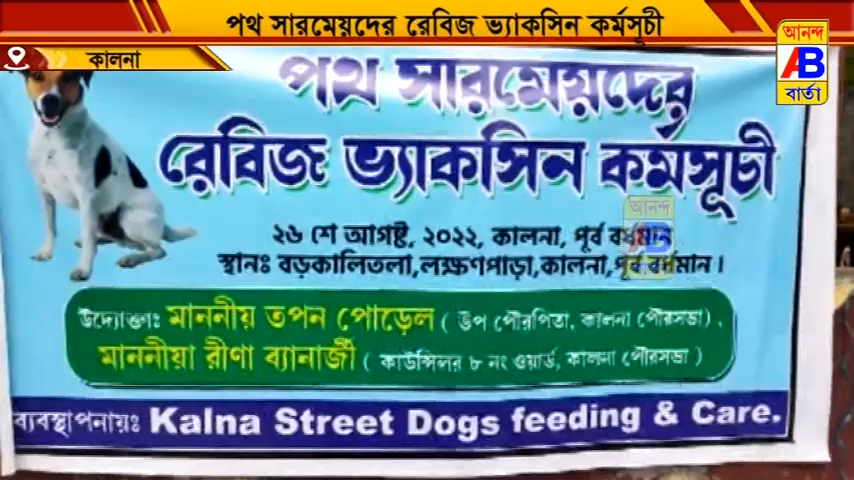 পথ সারমেয়দের রেবিজ ভ্যাকসিন কর্মসূচী
কালনা
আনন্দ
AB
বার্তা
পথ সারমেয়দের
রেবিজ ভ্যাকসিন কর্মসূচী
২৬ শে আগষ্ট, ২০২২, কালনা, পূর্ব বর্ধমান
স্থানঃ বড়কালিতলা,লক্ষণপাড়া,কালনা,পূর্ব বর্ধমান।
উদ্যোক্তাঃ মাননীয় তপন পোড়েল ( উপ পৌরপিতা, কালনা পৌরসভা ),
মাননীয়া রীণা ব্যানার্জী ( কাউন্সিলর ৮ নং ওয়ার্ড, কালনা পৌরসভা )
ব্যবস্থাপনায়ঃ Kalna Street Dogs feeding & Care.